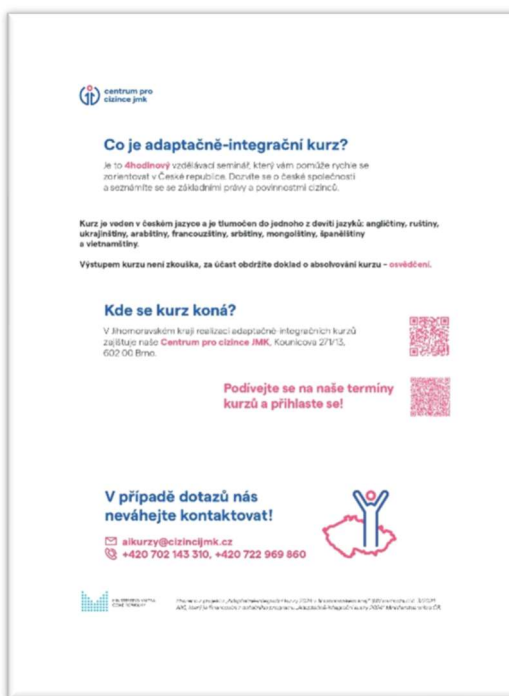 centrum pro
cizince jmk
Co je adaptačně-integrační kurz?
Je to 4hodinový vzdělávací seminář, který vám pomůže rychle se
zorientovat v České republice. Dozvíte se o české společnosti
a seznámíte se se základními právy a povinnostmi cizinců.
Kurz je veden v českém jazyce a je tlumočen do jednoho z devíti jazyků: angličtiny, ruštiny,
ukrajinštiny, arabštiny, francouzštiny, srbštiny, mongolštiny, španělštiny
a vietnamštiny.
Výstupem kurzu není zkouška, za účast obdržíte doklad o absolvování kurzu – osvědčení.
Kde se kurz koná?
V Jihomoravském kraji realizaci adaptačně-integračních kurzů
zajišťuje naše Centrum pro cizince JMK, Kounicova 271/13,
602 00 Brno.
Podívejte se na naše termíny
kurzů a přihlaste se!
V případě dotazů nás
neváhejte kontaktovat!
aikurzy@cizincijmk.cz
+420 702 143 310, +420 722 969 860